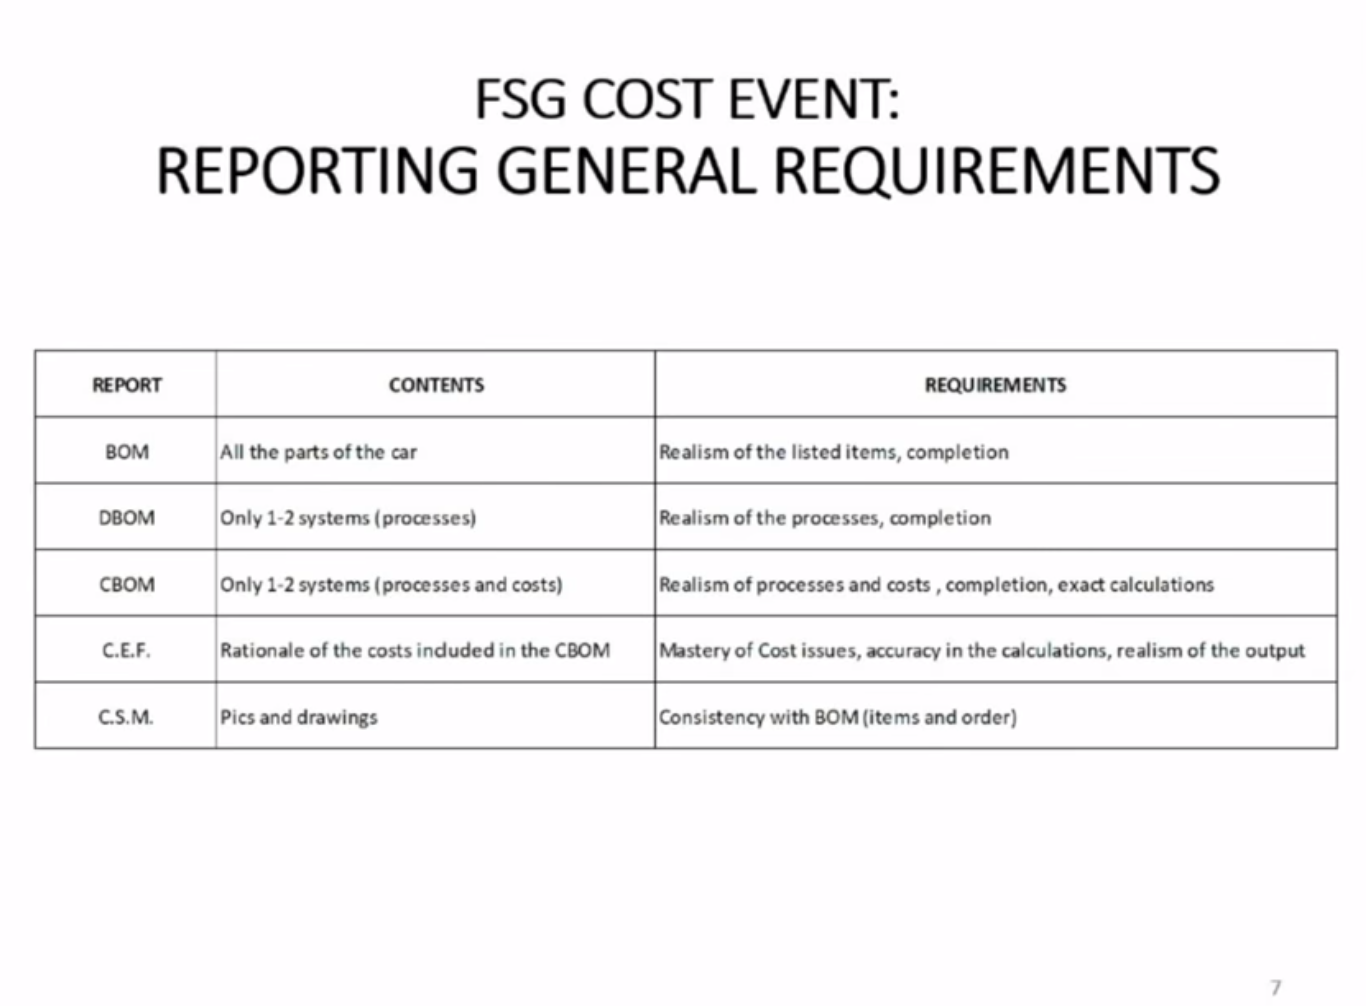 FSG COST EVENT:
REPORTING GENERAL REQUIREMENTS
REPORT CONTENTS REQUIREMENTS
BOM All the parts of the car Realism of the listed items, completion
DBOM Only 1-2 systems (processes) Realism of the processes, completion
CBOM Only 1-2 systems (processes and costs) Realism of processes and costs , completion, exact calculations
C.E.F. Rationale of the costs included in the CBOM Mastery of Cost issues, accuracy in the calculations, realism of the output
C.S.M. Pics and drawings Consistency with BOM (items and order)
7